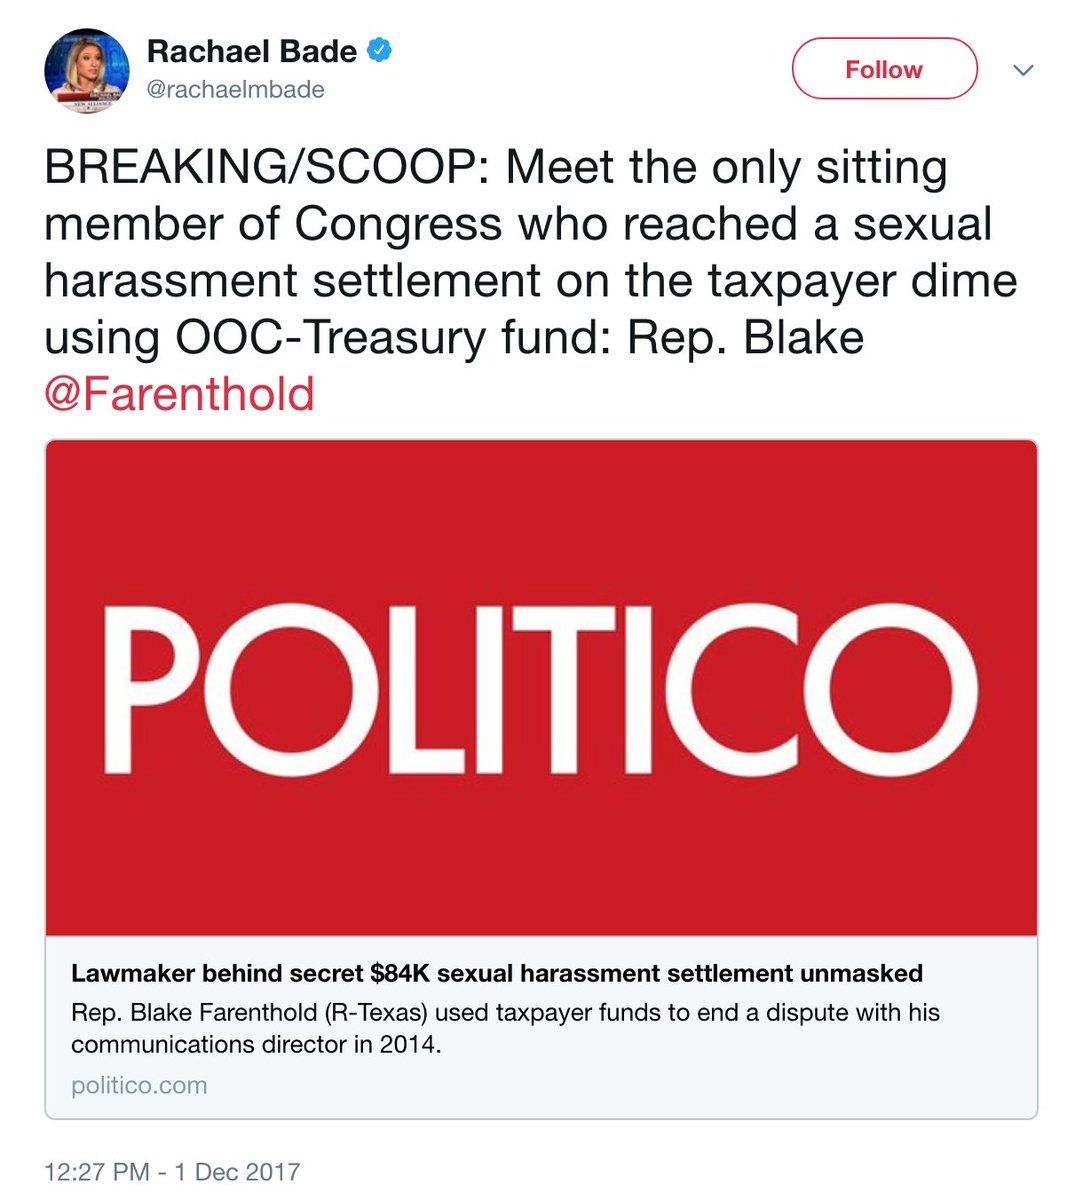 Rachael Bade
@rachaelmbade
Follow
BREAKING/SCOOP: Meet the only sitting
member of Congress who reached a sexual
harassment settlement on the taxpayer dime
using OOC-Treasury fund: Rep. Blake
@Farenthold
POLITICO
Lawmaker behind secret $84K sexual harassment settlement unmasked
Rep. Blake Farenthold (R-Texas) used taxpayer funds to end a dispute with his
communications director in 2014.
politico.com
12:27 PM - 1 Dec 2017